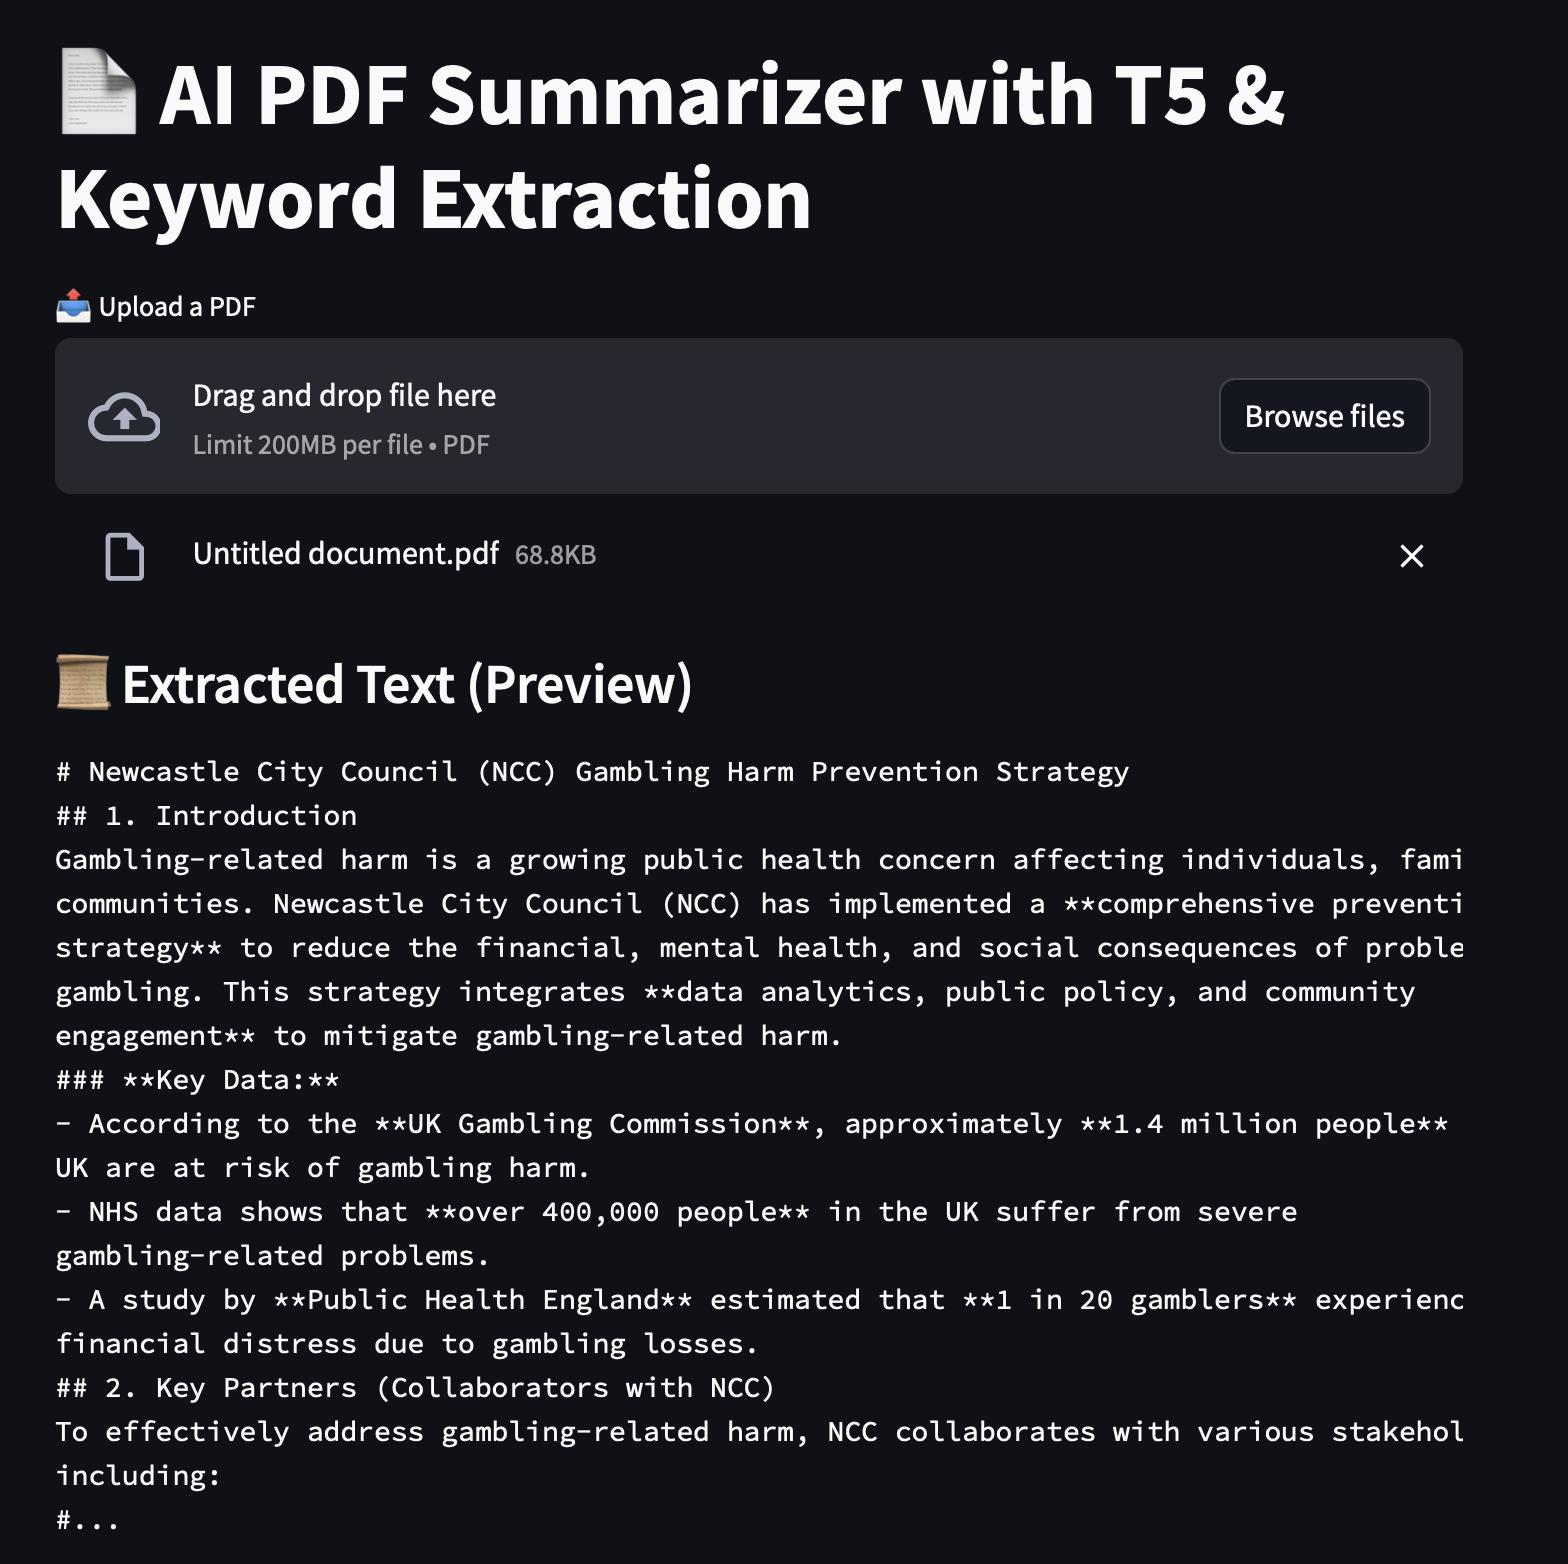 AI PDF Summarizer with T5 &
Keyword Extraction
Upload a PDF
Drag and drop file here
Limit 200MB per file • PDF
Browse files
Untitled document.pdf 68.8KB
Extracted Text (Preview)
# Newcastle City Council (NCC) Gambling Harm Prevention Strategy
## 1. Introduction
Gambling-related harm is a growing public health concern affecting individuals, fami
communities. Newcastle City Council (NCC) has implemented a **comprehensive preventi
strategy** to reduce the financial, mental health, and social consequences of proble
gambling. This strategy integrates **data analytics, public policy, and community
engagement** to mitigate gambling-related harm.
### **Key Data:**
- According to the **UK Gambling Commission**, approximately **1.4 million people**
UK are at risk of gambling harm.
- NHS data shows that **over 400,000 people** in the UK suffer from severe
gambling-related problems.
- A study by **Public Health England** estimated that **1 in 20 gamblers** experienc
financial distress due to gambling losses.
## 2. Key Partners (Collaborators with NCC)
To effectively address gambling-related harm, NCC collaborates with various stakehol
including:
#...